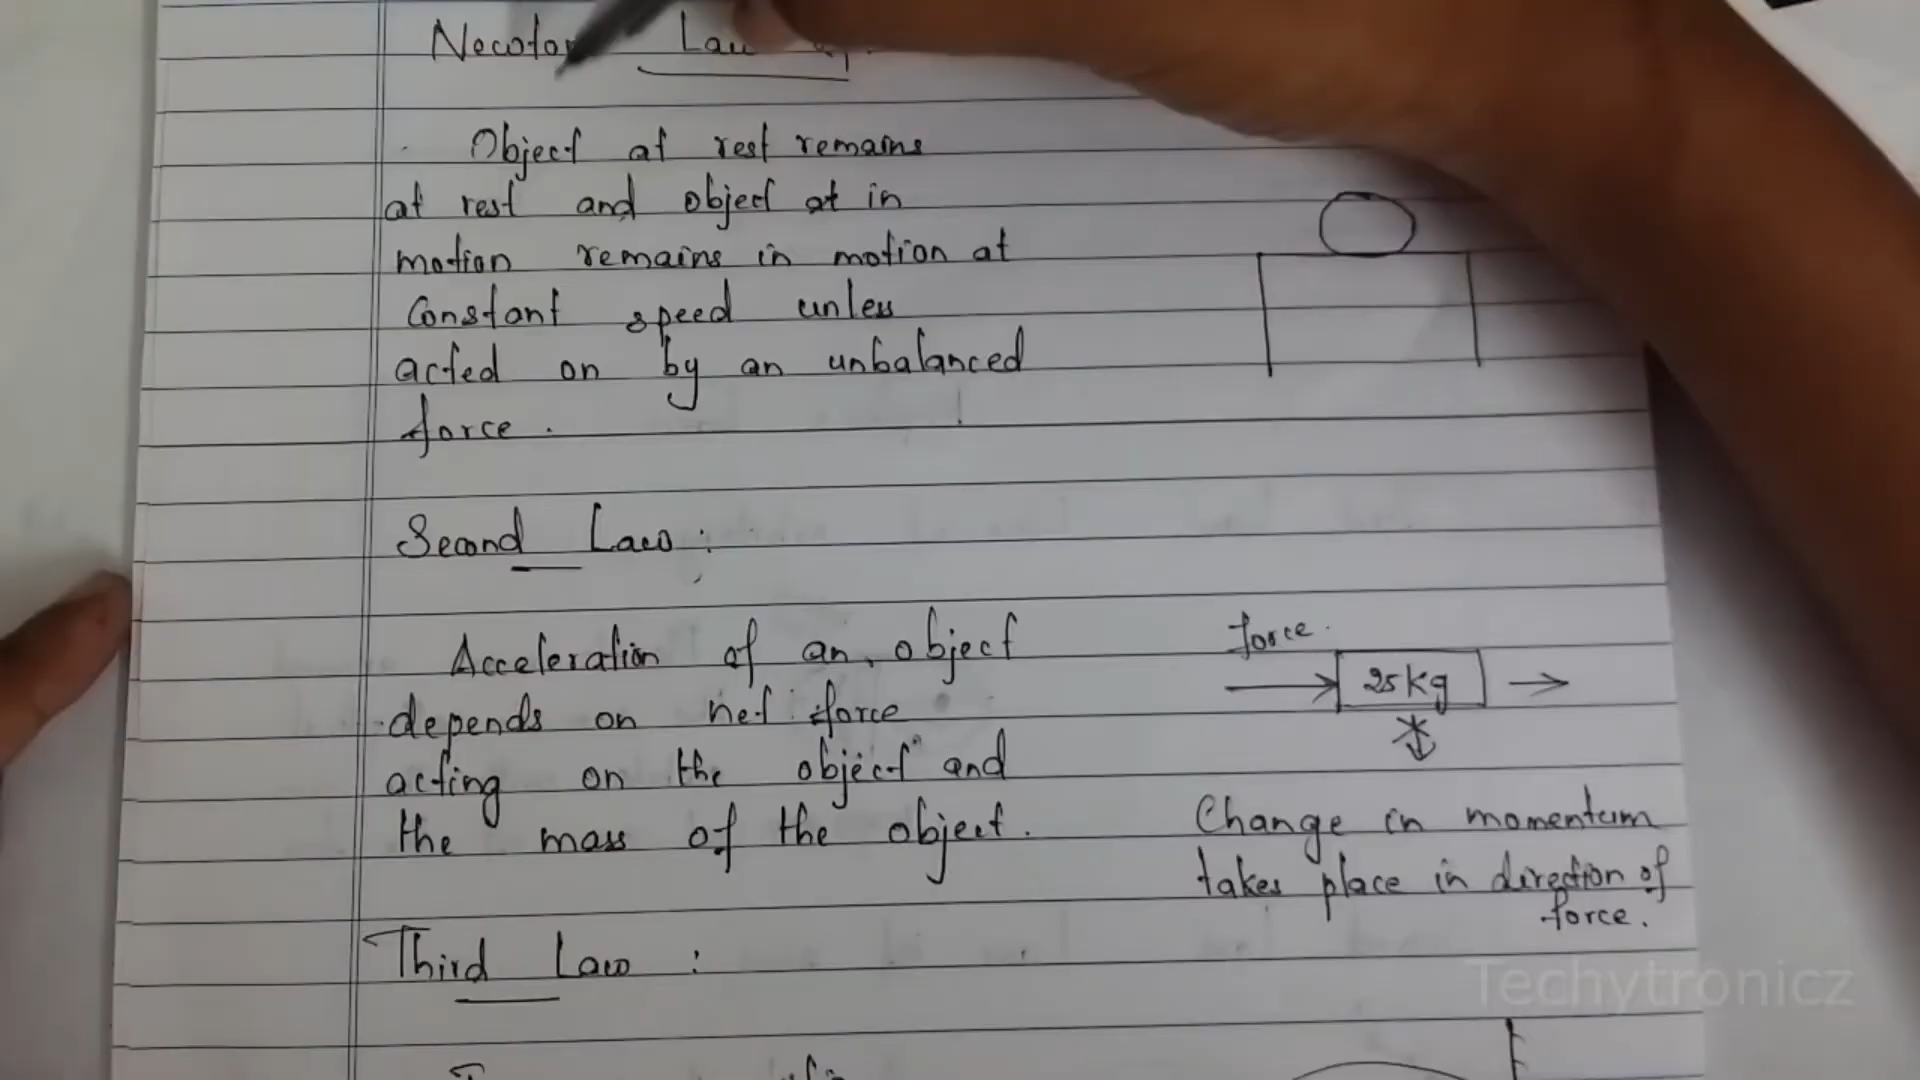 Newton Law
Object at rest remains
at rest and object at in
motion remains in motion at
Constant speed unless
acted on by an unbalanced
force.
Second Law:
Acceleration of an object
depends on net force
acting on the object and
the mass of the object.
force.
25 kg
Change in momentum
takes place in direction of
force.
Third Law:
Techytronicz